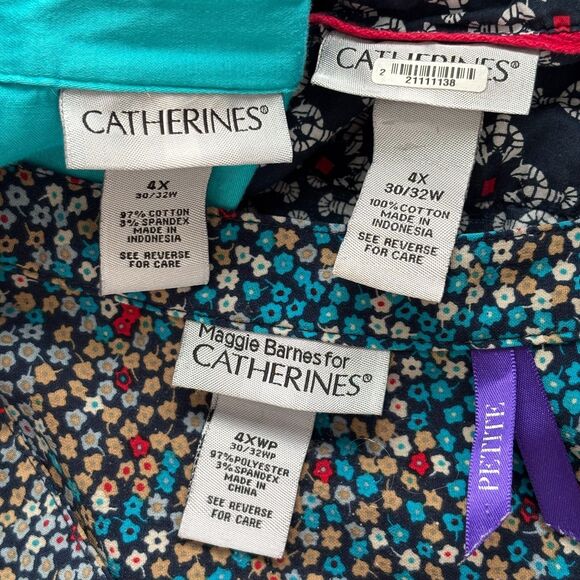 CATHERINES®
4X
30/32W
97% COTTON
3% SPANDEX
MADE IN
INDONESIA
SEE REVERSE
FOR CARE
CATHERINES®
2
21111138
4X
30/32W
100% COTTON
MADE IN
INDONESIA
SEE REVERSE
FOR CARE
Maggie Barnes for
CATHERINES®
4XWP
30/32WP
97% POLYESTER
3% SPANDEX
MADE IN
CHINA
SEE REVERSE
FOR CARE
PETITE